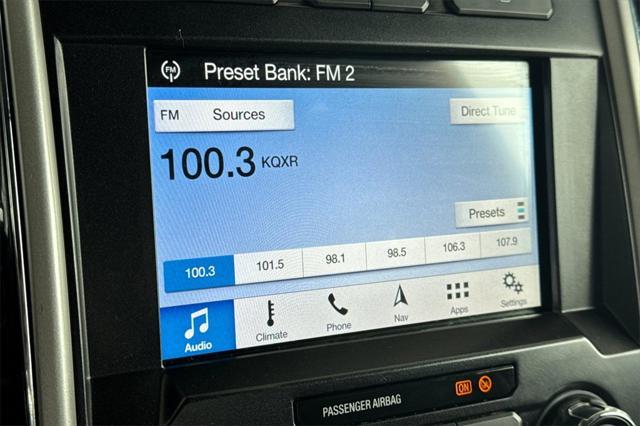 FM Preset Bank: FM 2
FM Sources Direct Tune
100.3 KQXR
Presets
100.3 101.5 98.1 98.5 106.3 107.9
Audio Climate Phone Nav Apps Settings
PASSENGER AIRBAG ON